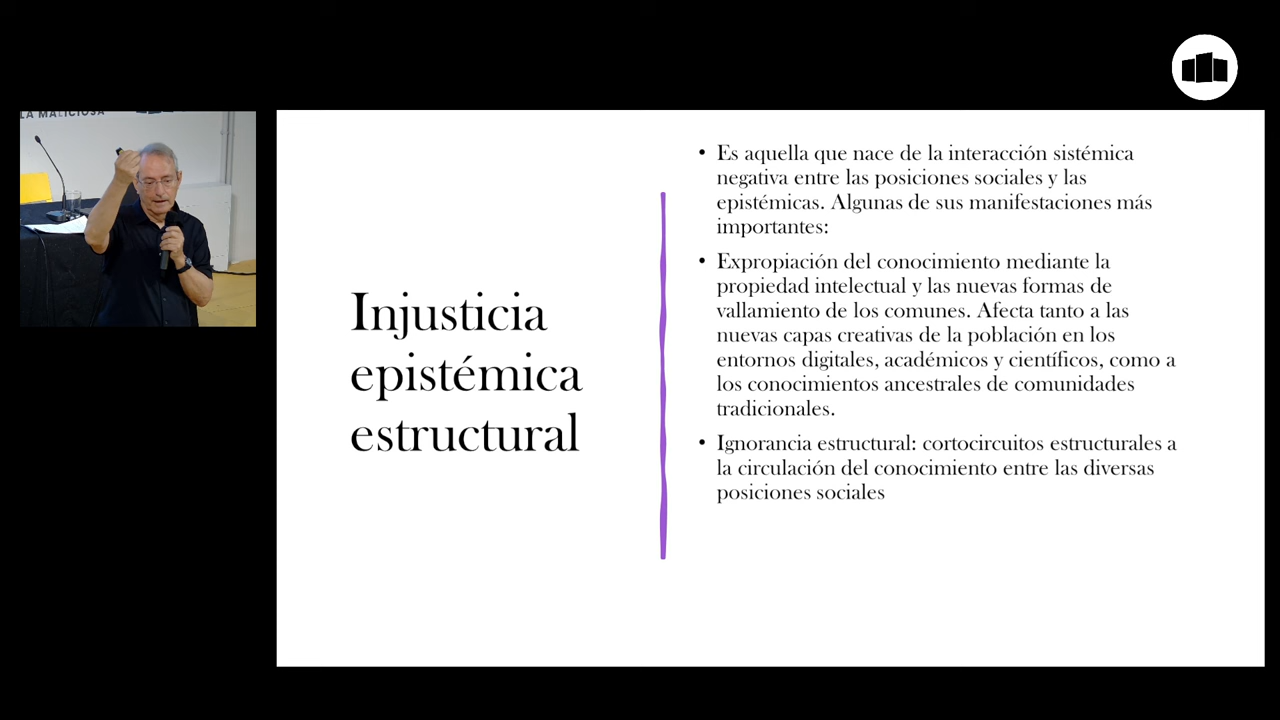 LA MALICIOSA
Injusticia
epistémica
estructural
• Es aquella que nace de la interacción sistémica
negativa entre las posiciones sociales y las
epistémicas. Algunas de sus manifestaciones más
importantes:
• Expropiación del conocimiento mediante la
propiedad intelectual y las nuevas formas de
vallamiento de los comunes. Afecta tanto a las
nuevas capas creativas de la población en los
entornos digitales, académicos y científicos, como a
los conocimientos ancestrales de comunidades
tradicionales.
• Ignorancia estructural: cortocircuitos estructurales a
la circulación del conocimiento entre las diversas
posiciones sociales